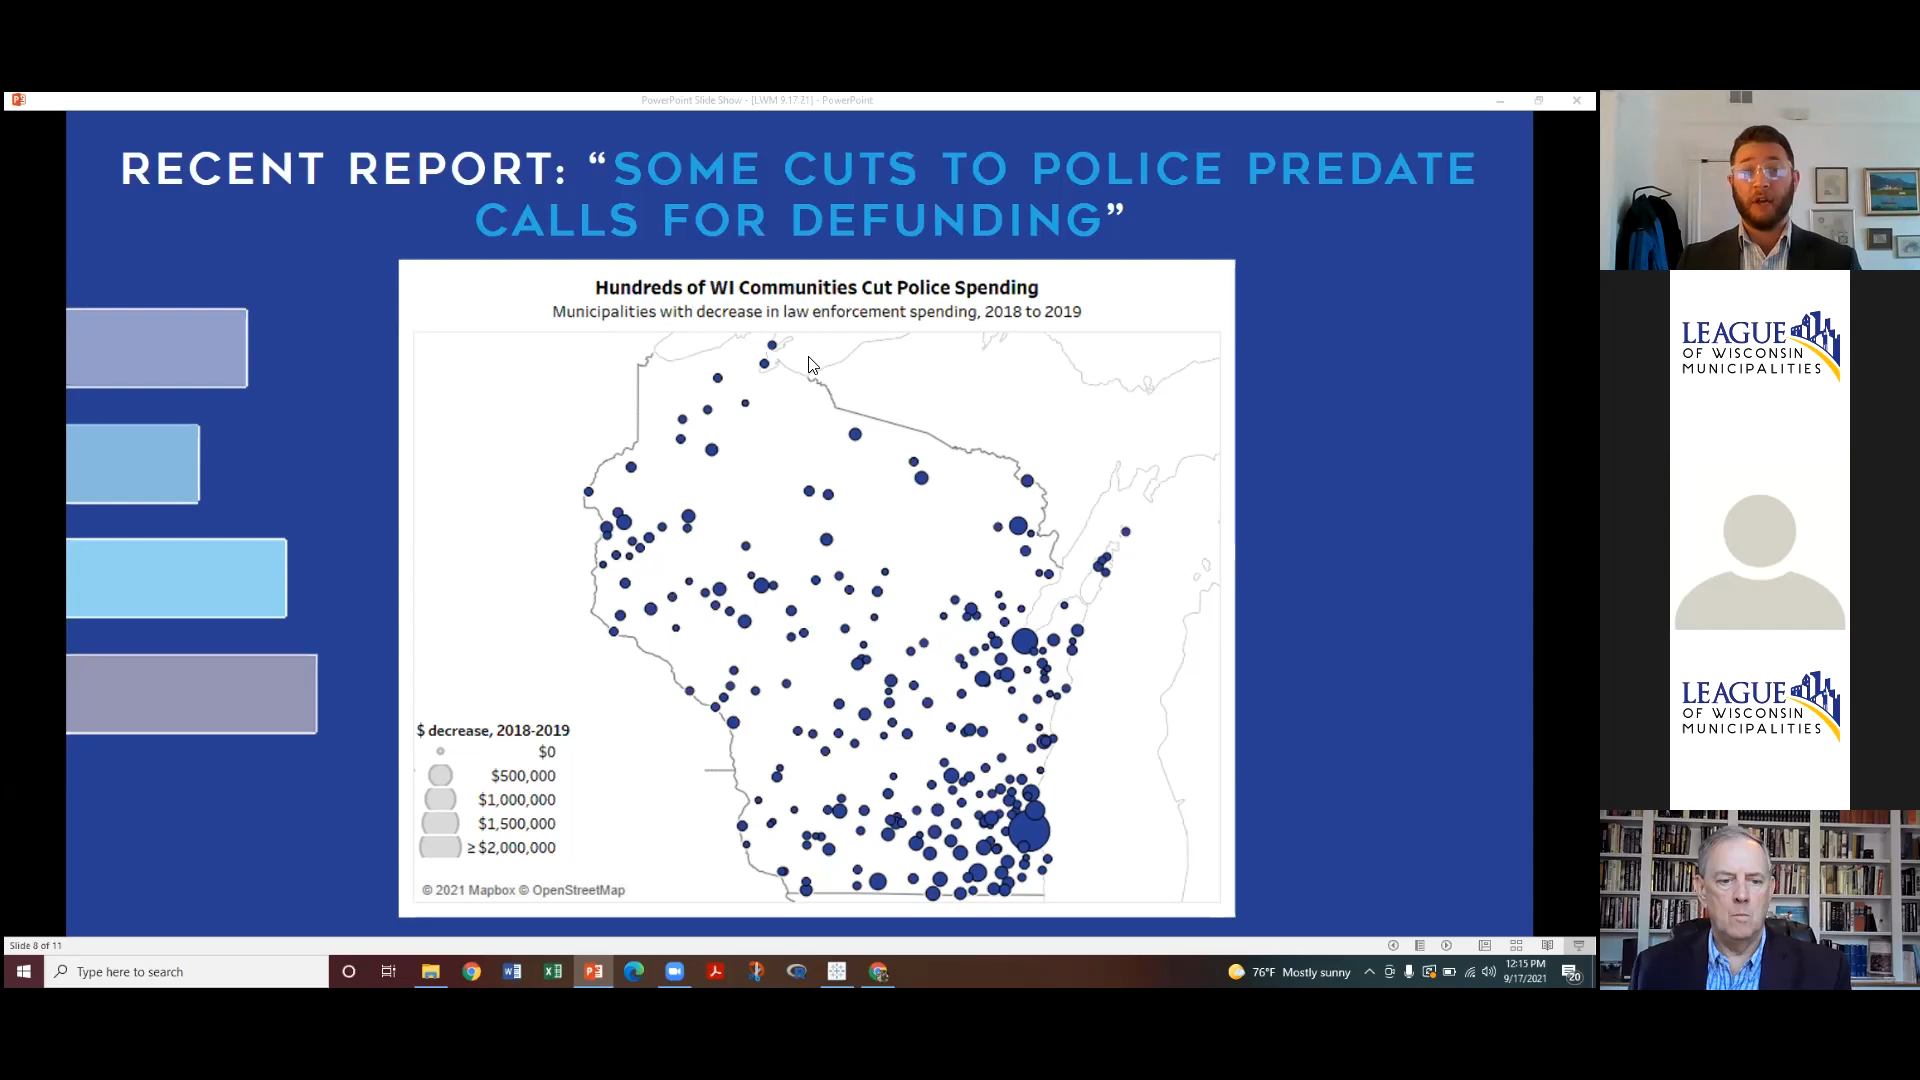 PowerPoint Slide Show - [LWM 9.17.21] - PowerPoint
RECENT REPORT: “SOME CUTS TO POLICE PREDATE
CALLS FOR DEFUNDING”
Hundreds of WI Communities Cut Police Spending
Municipalities with decrease in law enforcement spending, 2018 to 2019
$ decrease, 2018-2019
$0
$500,000
$1,000,000
$1,500,000
≥ $2,000,000
© 2021 Mapbox © OpenStreetMap
Slide 8 of 11
Type here to search
76°F Mostly sunny
12:15 PM
9/17/2021
20
LEAGUE
OF WISCONSIN
MUNICIPALITIES
LEAGUE
OF WISCONSIN
MUNICIPALITIES